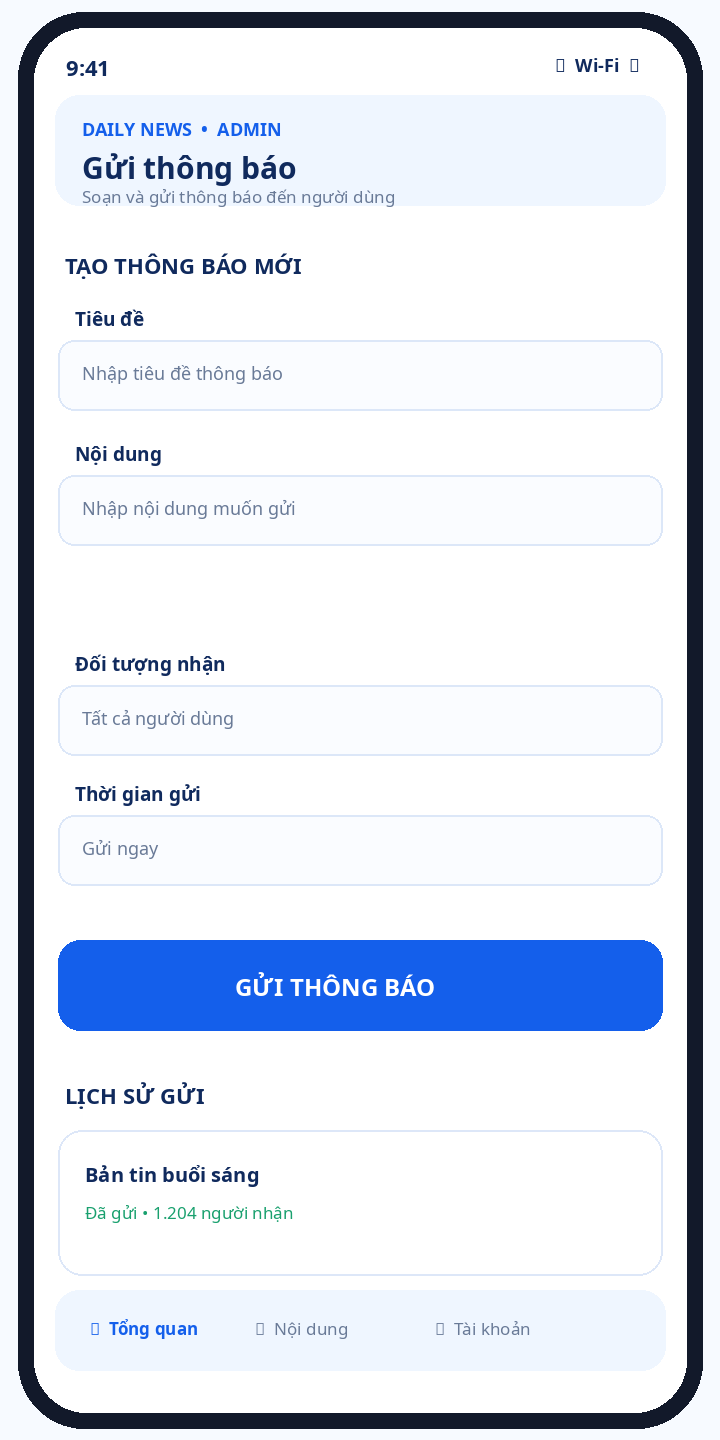 9:41 Wi-Fi
DAILY NEWS • ADMIN
Gửi thông báo
Soạn và gửi thông báo đến người dùng
TẠO THÔNG BÁO MỚI
Tiêu đề
Nhập tiêu đề thông báo
Nội dung
Nhập nội dung muốn gửi
Đối tượng nhận
Tất cả người dùng
Thời gian gửi
Gửi ngay
GỬI THÔNG BÁO
LỊCH SỬ GỬI
Bản tin buổi sáng
Đã gửi • 1.204 người nhận
Tổng quan Nội dung Tài khoản